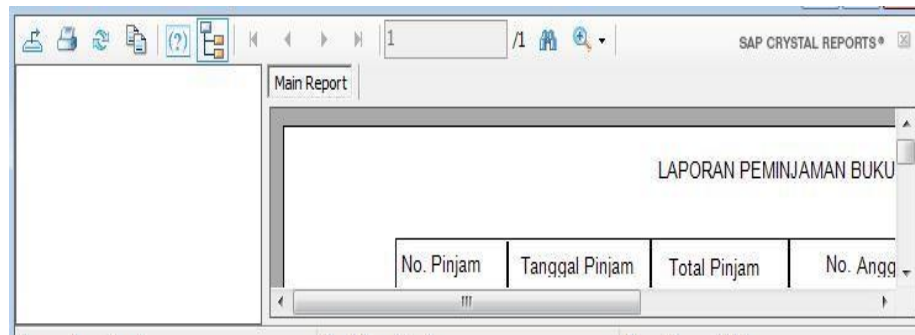 (?) 1 /1 SAP CRYSTAL REPORTS®
Main Report
LAPORAN PEMINJAMAN BUKU
No. Pinjam Tanggal Pinjam Total Pinjam No. Angg